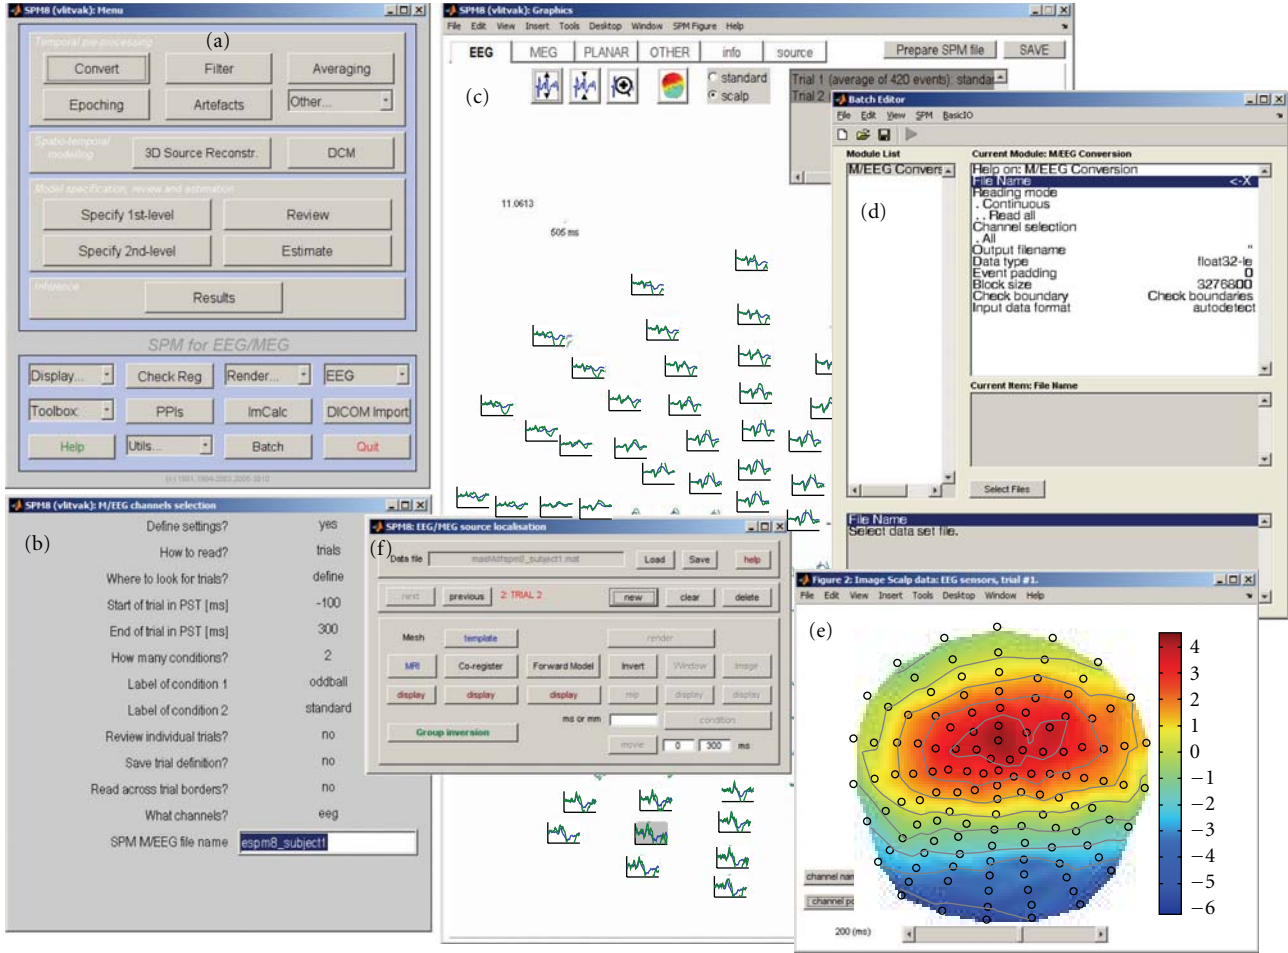 SPM8 (vlitvak): Menu
(a)
Temporal pre-processing
Convert
Filter
Averaging
Epoching
Artefacts
Other...
Spatio-temporal
modelling
3D Source Reconstr.
DCM
Model specification, review and estimation
Specify 1st-level
Review
Specify 2nd-level
Estimate
Inference
Results
SPM for EEG/MEG
Display...
Check Reg
Render...
EEG
Toolbox:
PPIs
ImCalc
DICOM Import
Help
Utils...
Batch
Quit
SPM8 (vlitvak): M/EEG channels selection
(b)
Define settings? yes
How to read? trials
Where to look for trials? define
Start of trial in PST [ms] -100
End of trial in PST [ms] 300
How many conditions? 2
Label of condition 1 oddball
Label of condition 2 standard
Review individual trials? no
Save trial definition? no
Read across trial borders? no
What channels? eeg
SPM M/EEG file name espm8_subject1
SPM8 (vlitvak): Graphics
File Edit View Insert Tools Desktop Window SPM Figure Help
EEG MEG PLANAR OTHER info source
Prepare SPM file SAVE
(c)
standard
scalp
Trial 1 (average of 420 events): standar
Trial 2
11.0613
505 ms
Batch Editor
File Edit View SPM BasicIO
Module List
M/EEG Convers
(d)
Current Module: M/EEG Conversion
Help on: M/EEG Conversion
File Name <-X
Reading mode
. Continuous
. . Read all
Channel selection
. All
Output filename ''
Data type float32-le
Event padding 0
Block size 3276800
Check boundary Check boundaries
Input data format autodetect
Current Item: File Name
Select Files
File Name
Select data set file.
SPM8: EEG/MEG source localisation
(f)
Data file
Load Save help
next previous 2: TRIAL 2 new clear delete
Mesh template render
MRI Co-register Forward Model Invert Window Image
display display display mip display display
ms or mm condition
Group inversion
movie 0 300 ms
Figure 2: Image Scalp data: EEG sensors, trial #1.
File Edit View Insert Tools Desktop Window Help
(e)
4
3
2
1
0
−1
−2
−3
−4
−5
−6
channel nam
channel po
200 (ms)